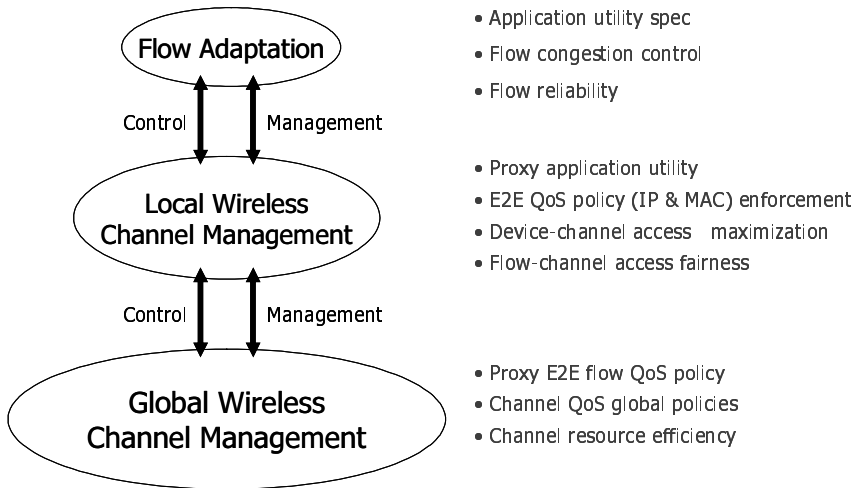 Flow Adaptation
• Application utility spec
• Flow congestion control
• Flow reliability
Control
Management
Local Wireless
Channel Management
• Proxy application utility
• E2E QoS policy (IP & MAC) enforcement
• Device-channel access maximization
• Flow-channel access fairness
Control
Management
Global Wireless
Channel Management
• Proxy E2E flow QoS policy
• Channel QoS global policies
• Channel resource efficiency